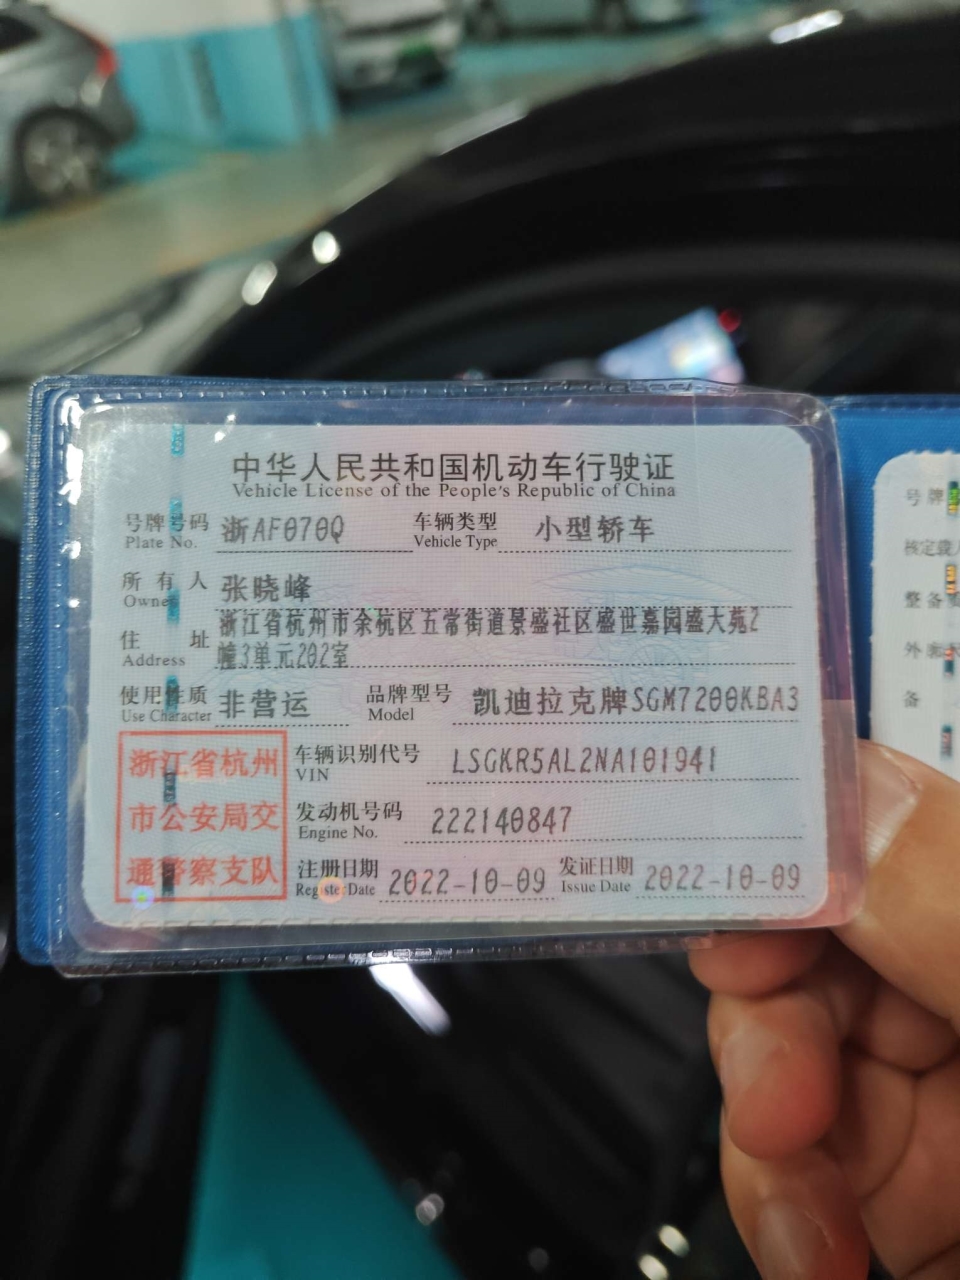 中华人民共和国机动车行驶证
Vehicle License of the People's Republic of China
号牌号码 浙AF070Q 车辆类型 小型轿车
Plate No. Vehicle Type
所有人 张晓峰
Owner
住址 浙江省杭州市余杭区五常街道景盛社区盛世嘉园盛大苑2
Address 幢3单元202室
使用性质 非营运 品牌型号 凯迪拉克牌SGM7200KBA3
Use Character Model
浙江省杭州 车辆识别代号 LSGKR5AL2NA101941
VIN
市公安局交 发动机号码 222140847
Engine No.
通警察支队 注册日期 2022-10-09 发证日期 2022-10-09
Register Date Issue Date
号牌
核定载人
整备
外
备